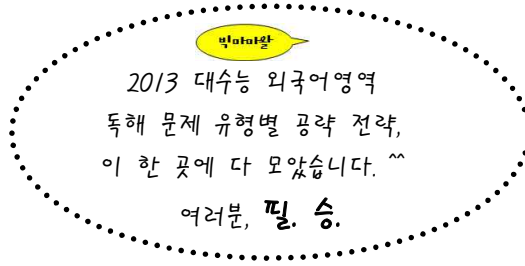 빅마마왈
2013 대수능 외국어영역
독해 문제 유형별 공략 전략,
이 한 곳에 다 모았습니다. ^^
여러분, 필. 승.